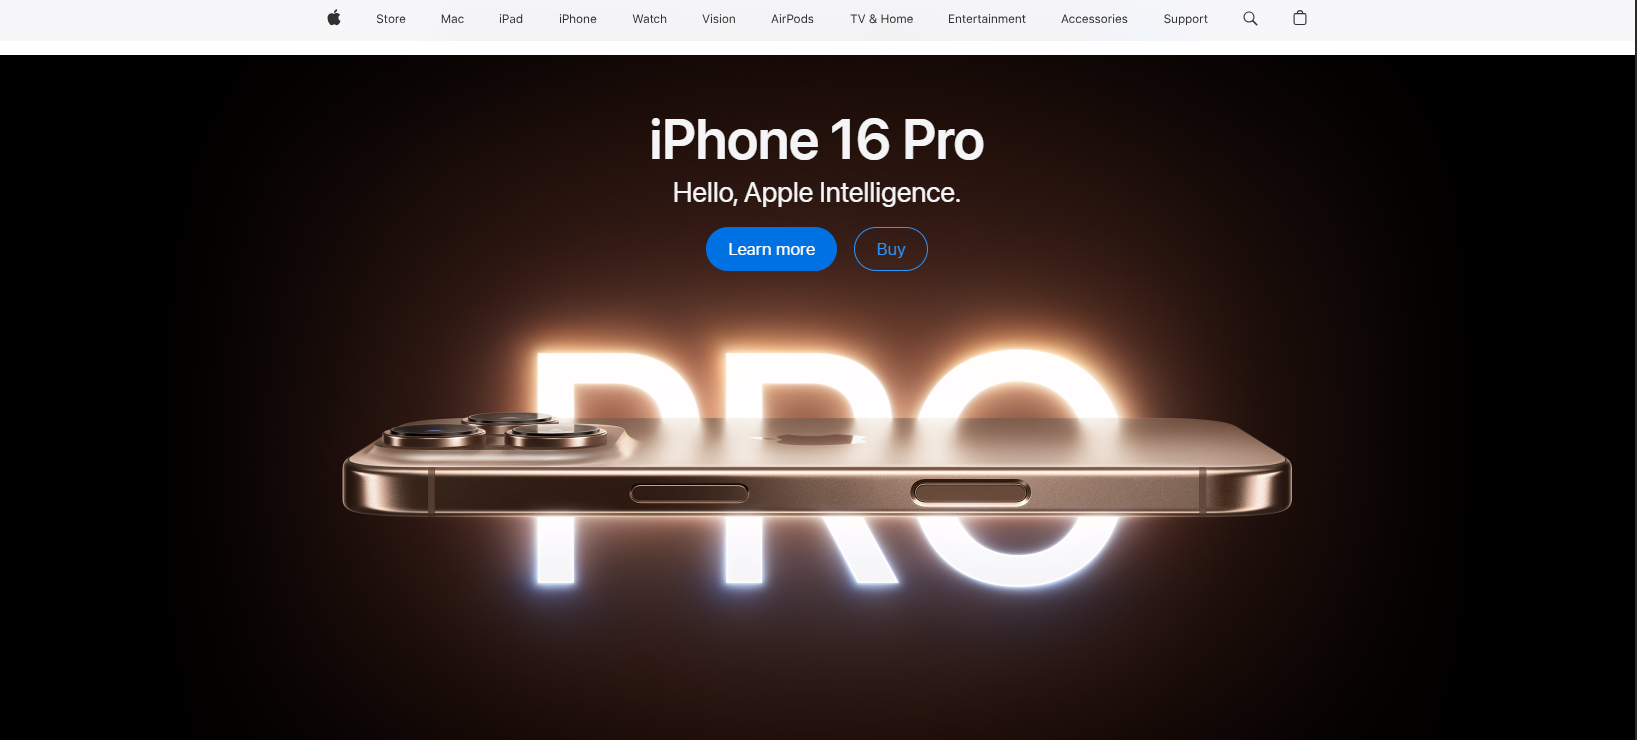 Store Mac iPad iPhone Watch Vision AirPods TV & Home Entertainment Accessories Support
iPhone 16 Pro
Hello, Apple Intelligence.
Learn more Buy
PRO